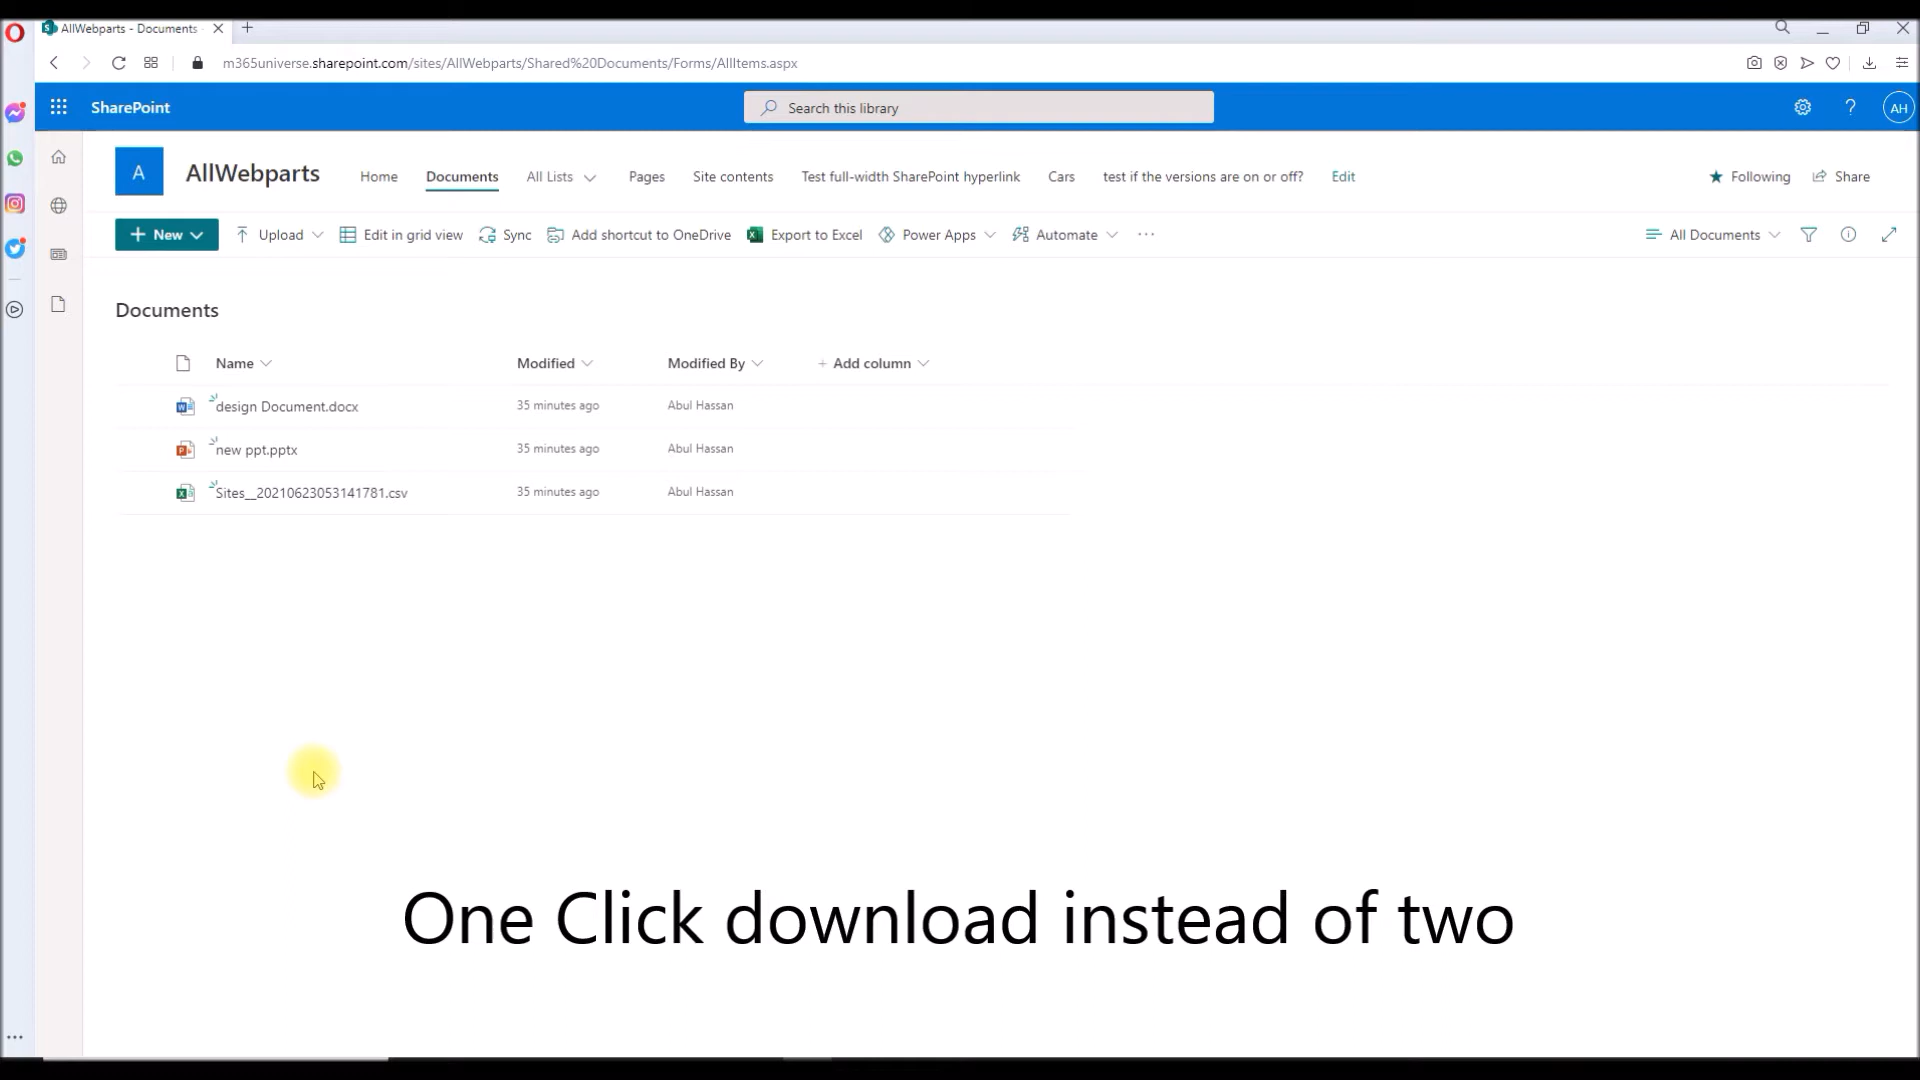 AllWebparts - Documents
m365universe.sharepoint.com/sites/AllWebparts/Shared%20Documents/Forms/AllItems.aspx
SharePoint
Search this library
AH
A
AllWebparts
Home
Documents
All Lists
Pages
Site contents
Test full-width SharePoint hyperlink
Cars
test if the versions are on or off?
Edit
Following
Share
New
Upload
Edit in grid view
Sync
Add shortcut to OneDrive
Export to Excel
Power Apps
Automate
All Documents
Documents
Name
Modified
Modified By
Add column
design Document.docx
35 minutes ago
Abul Hassan
new ppt.pptx
35 minutes ago
Abul Hassan
Sites__20210623053141781.csv
35 minutes ago
Abul Hassan
One Click download instead of two